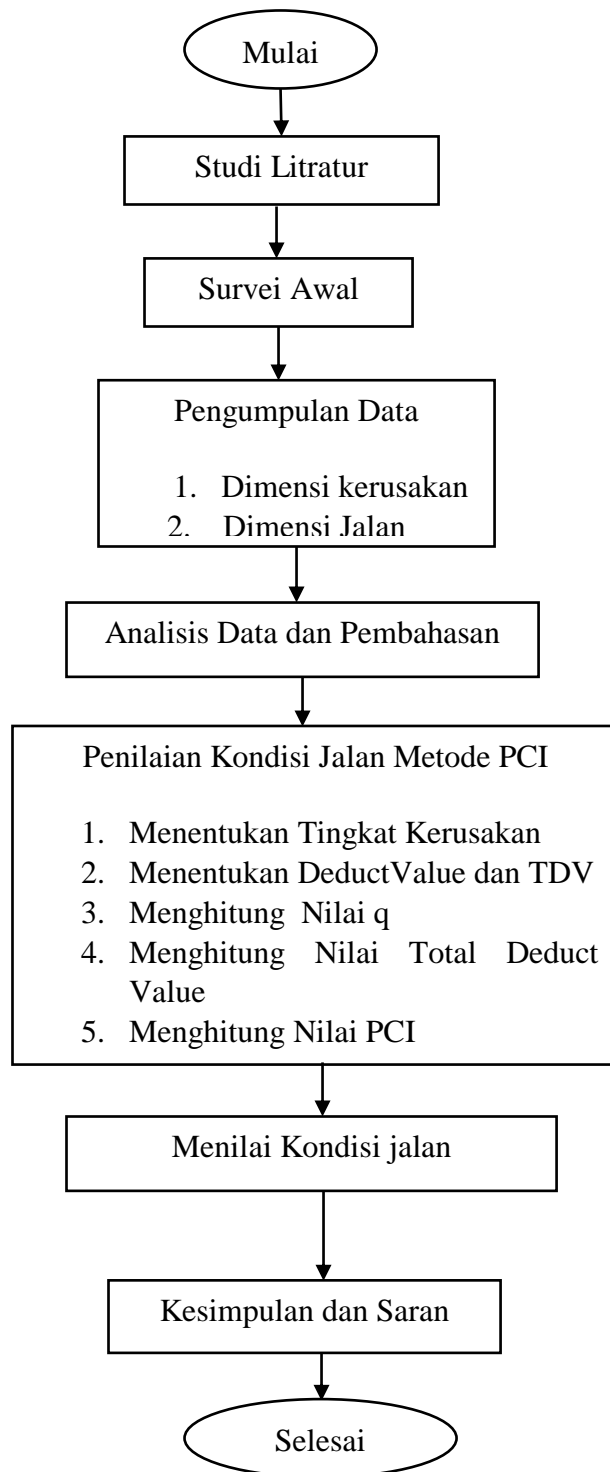 Mulai
Studi Litratur
Survei Awal
Pengumpulan Data
1. Dimensi kerusakan
2. Dimensi Jalan
Analisis Data dan Pembahasan
Penilaian Kondisi Jalan Metode PCI
1. Menentukan Tingkat Kerusakan
2. Menentukan DeductValue dan TDV
3. Menghitung Nilai q
4. Menghitung Nilai Total Deduct
Value
5. Menghitung Nilai PCI
Menilai Kondisi jalan
Kesimpulan dan Saran
Selesai